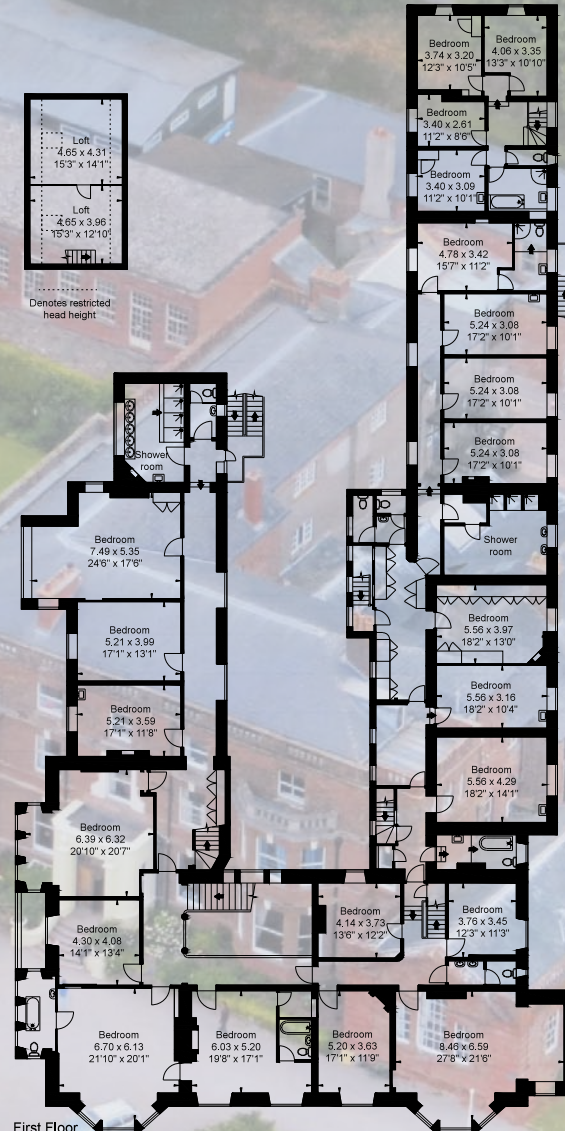 Bedroom
3.74 x 3.20
12'3" x 10'5"
Bedroom
4.06 x 3.35
13'3" x 10'10"
Bedroom
3.40 x 2.61
11'2" x 8'6"
Bedroom
3.40 x 3.09
11'2" x 10'1"
Loft
4.65 x 4.31
15'3" x 14'1"
Loft
4.65 x 3.96
15'3" x 12'10"
Denotes restricted
head height
Bedroom
4.78 x 3.42
15'7" x 11'2"
Bedroom
5.24 x 3.08
17'2" x 10'1"
Bedroom
5.24 x 3.08
17'2" x 10'1"
Bedroom
5.24 x 3.08
17'2" x 10'1"
Shower
room
Shower
room
Bedroom
7.49 x 5.35
24'6" x 17'6"
Bedroom
5.21 x 3.99
17'1" x 13'1"
Bedroom
5.21 x 3.59
17'1" x 11'8"
Bedroom
5.56 x 3.97
18'2" x 13'0"
Bedroom
5.56 x 3.16
18'2" x 10'4"
Bedroom
5.56 x 4.29
18'2" x 14'1"
Bedroom
6.39 x 6.32
20'10" x 20'7"
Bedroom
4.30 x 4.08
14'1" x 13'4"
Bedroom
4.14 x 3.73
13'6" x 12'2"
Bedroom
3.76 x 3.45
12'3" x 11'3"
Bedroom
6.70 x 6.13
21'10" x 20'1"
Bedroom
6.03 x 5.20
19'8" x 17'1"
Bedroom
5.20 x 3.63
17'1" x 11'9"
Bedroom
8.46 x 6.59
27'8" x 21'6"
First Floor